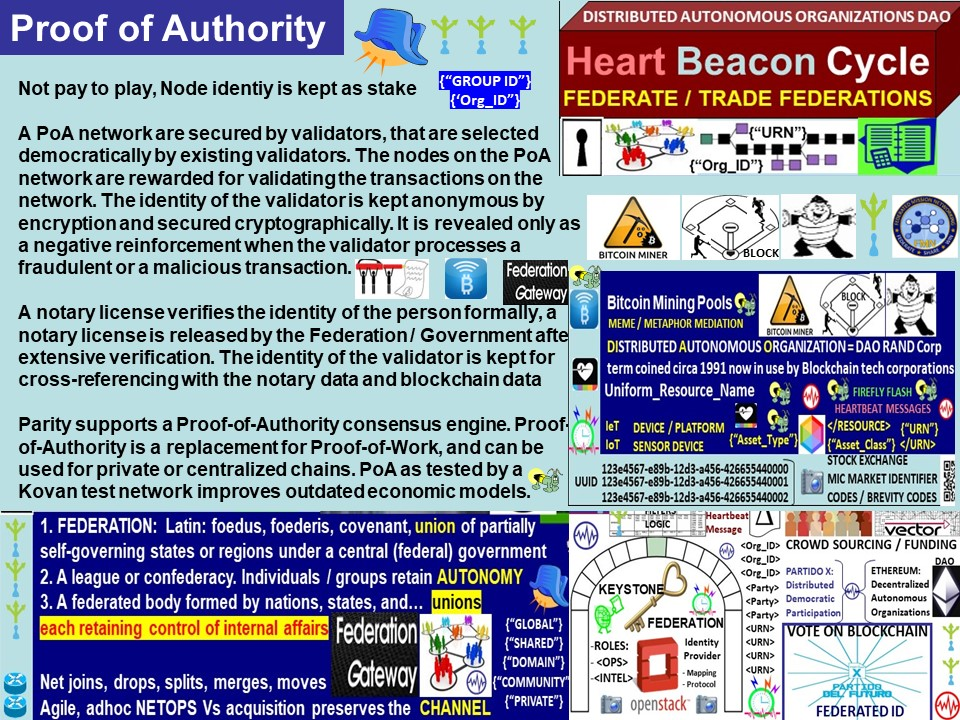 Proof of Authority
Not pay to play, Node identiy is kept as stake
{“GROUP ID”}
{‘Org_ID”}
A PoA network are secured by validators, that are selected
democratically by existing validators. The nodes on the PoA
network are rewarded for validating the transactions on the
network. The identity of the validator is kept anonymous by
encryption and secured cryptographically. It is revealed only as
a negative reinforcement when the validator processes a
fraudulent or a malicious transaction.
Federation
Gateway
A notary license verifies the identity of the person formally, a
notary license is released by the Federation / Government afte
extensive verification. The identity of the validator is kept for
cross-referencing with the notary data and blockchain data
Parity supports a Proof-of-Authority consensus engine. Proof-
of-Authority is a replacement for Proof-of-Work, and can be
used for private or centralized chains. PoA as tested by a
Kovan test network improves outdated economic models.
DISTRIBUTED AUTONOMOUS ORGANIZATIONS DAO
Heart Beacon Cycle
FEDERATE / TRADE FEDERATIONS
{“URN”}
{“Org_ID”}
BITCOIN MINER
BLOCK
FMN
Bitcoin Mining Pools
MEME / METAPHOR MEDIATION
BITCOIN MINER
BLOCK
DISTRIBUTED AUTONOMOUS ORGANIZATION = DAO RAND Corp
term coined circa 1991 now in use by Blockchain tech corporations
Uniform_Resource_Name
FIREFLY FLASH
HEARTBEAT MESSAGES
IeT
IoT
DEVICE / PLATFORM
SENSOR DEVICE
{“Asset_Type”}
</RESOURCE>
{“Asset_Class”}
{“URN”}
</URN>
UUID
123e4567-e89b-12d3-a456-426655440000
123e4567-e89b-12d3-a456-426655440001
123e4567-e89b-12d3-a456-426655440002
STOCK EXCHANGE
MIC MARKET IDENTIFIER
CODES / BREVITY CODES
1. FEDERATION: Latin: foedus, foederis, covenant, union of partially
self-governing states or regions under a central (federal) government
2. A league or confederacy. Individuals / groups retain AUTONOMY
3. A federated body formed by nations, states, and… unions
each retaining control of internal affairs
Federation
Gateway
{“GLOBAL”}
{“SHARED”}
{“DOMAIN”}
{“COMMUNITY”
{“PRIVATE”}
Net joins, drops, splits, merges, moves
Agile, adhoc NETOPS Vs acquisition preserves the CHANNEL
LOGIC
Heartbeat
Message
KEYSTONE
FEDERATION
-ROLES:
- <OPS>
-<INTEL>
Identity
Provider
- Mapping
- Protocol
openstack™
<Org_ID>
<Org_ID>
<Org_ID>
<Party>
<Party>
<URN>
<URN>
<URN>
<URN>
vector
CROWD SOURCING / FUNDING
DAO
PARTIDO X:
Distributed
Democratic
Participation
ETHEREUM:
Decentralized
Autonomous
Organizations
VOTE ON BLOCKCHAIN
X
PARTIDO
DEL FUTURO
FEDERATED ID